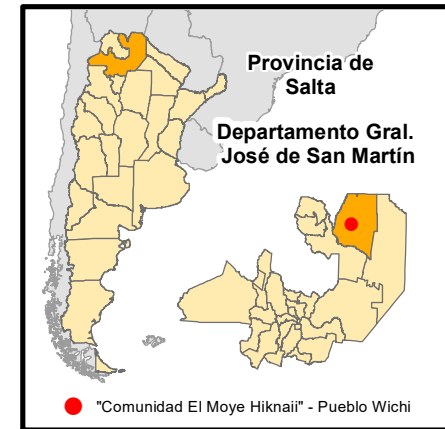 Provincia de
Salta
Departamento Gral.
José de San Martín
"Comunidad El Moye Hiknaii" - Pueblo Wichi